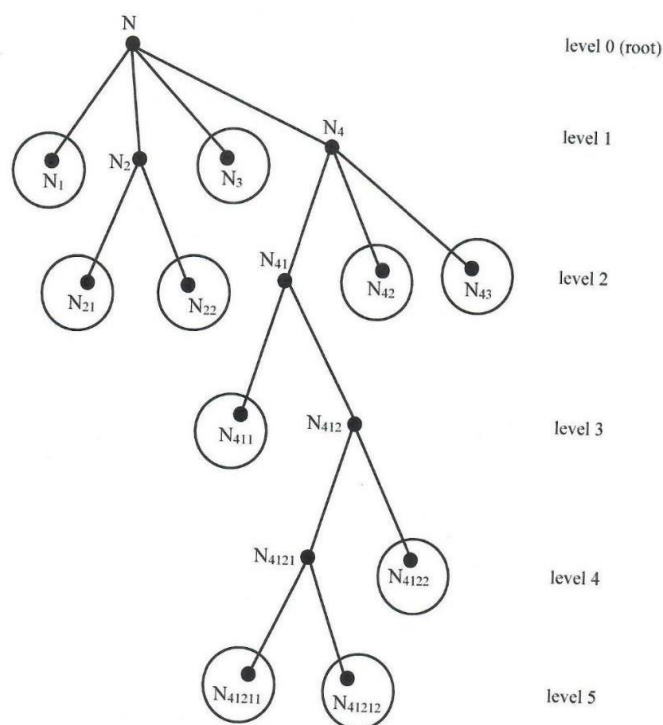 N
level 0 (root)
N4
level 1
N1
N2
N3
N41
N21
N22
N42
N43
level 2
N411
N412
level 3
N4121
N4122
level 4
N41211
N41212
level 5